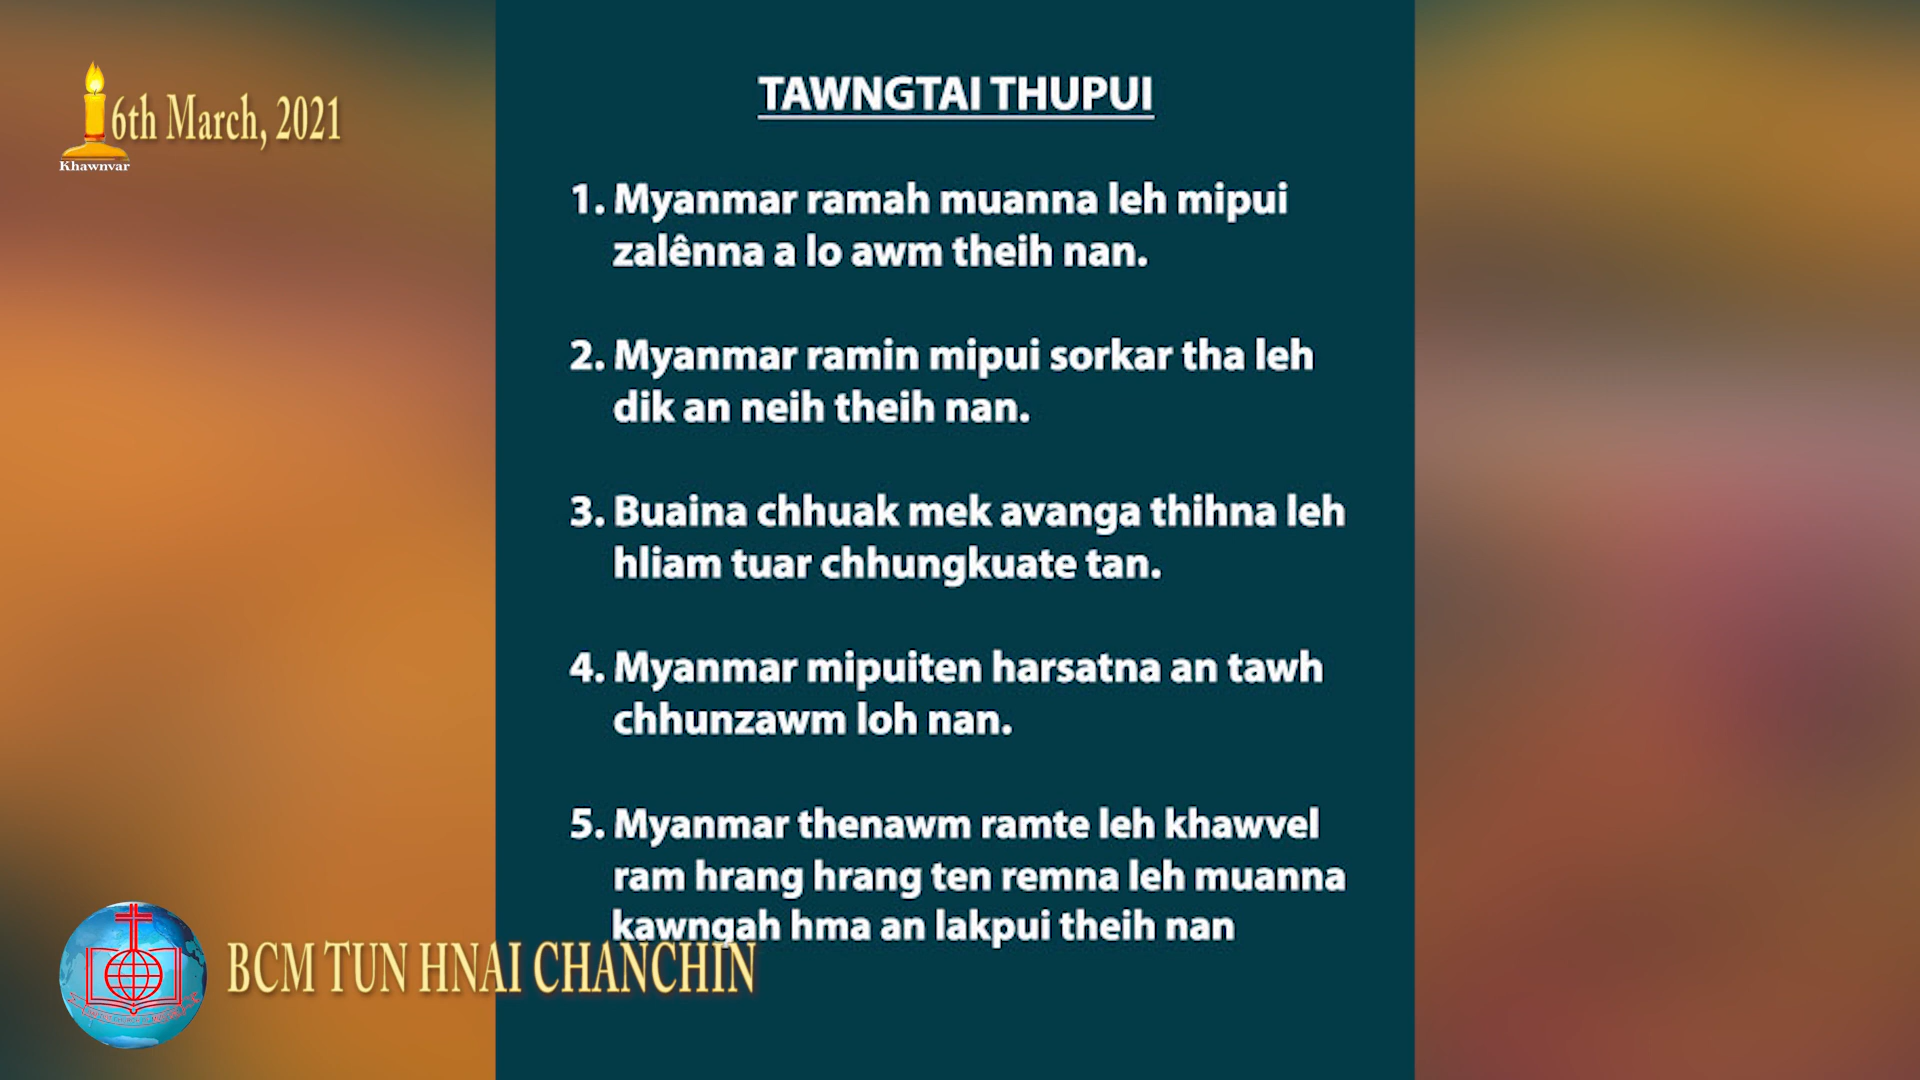 6th March, 2021
Khawnvar
TAWNGTAI THUPUI
1. Myanmar ramah muanna leh mipui
zalênna a lo awm theih nan.
2. Myanmar ramin mipui sorkar tha leh
dik an neih theih nan.
3. Buaina chhuak mek avanga thihna leh
hliam tuar chhungkuate tan.
4. Myanmar mipuiten harsatna an tawh
chhunzawm loh nan.
5. Myanmar thenawm ramte leh khawvel
ram hrang hrang ten remna leh muanna
kawngah hma an lakpui theih nan
BCM TUN HNAI CHANCHIN